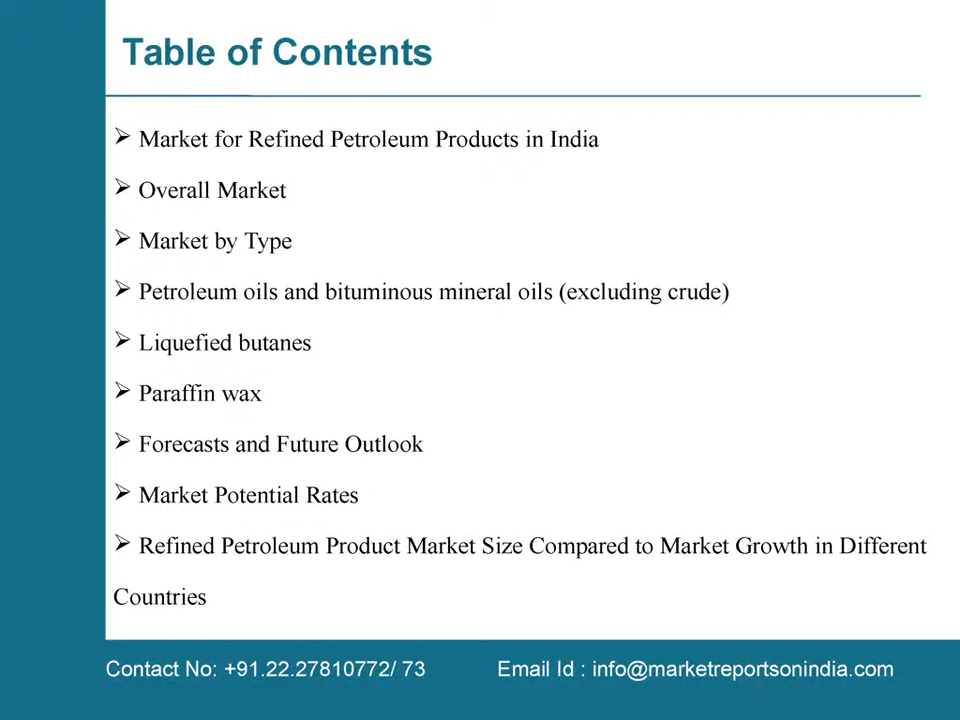 Table of Contents
➢ Market for Refined Petroleum Products in India
➢ Overall Market
➢ Market by Type
➢ Petroleum oils and bituminous mineral oils (excluding crude)
➢ Liquefied butanes
➢ Paraffin wax
➢ Forecasts and Future Outlook
➢ Market Potential Rates
➢ Refined Petroleum Product Market Size Compared to Market Growth in Different
Countries
Contact No: +91.22.27810772/ 73 Email Id : info@marketreportsonindia.com